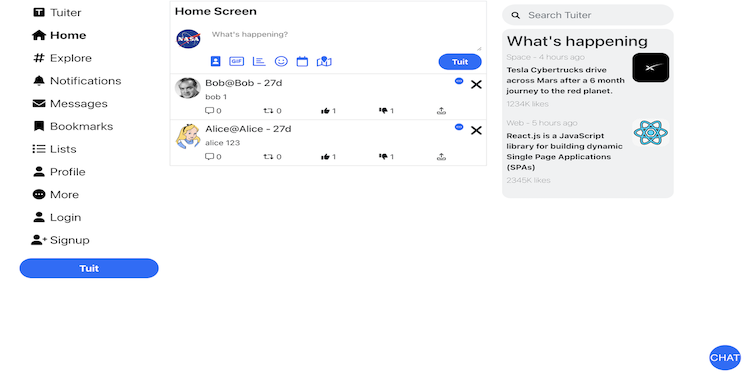 Tuiter
Home
Explore
Notifications
Messages
Bookmarks
Lists
Profile
More
Login
Signup
Tuit
Home Screen
NASA
What's happening?
GIF
Tuit
Bob@Bob - 27d
bob 1
0 0 1 1
Alice@Alice - 27d
alice 123
0 0 1 1
Search Tuiter
What's happening
Space - 4 hours ago
Tesla Cybertrucks drive
across Mars after a 6 month
journey to the red planet.
1234K likes
Web - 5 hours ago
React.js is a JavaScript
library for building dynamic
Single Page Applications
(SPAs)
2345K likes
CHAT